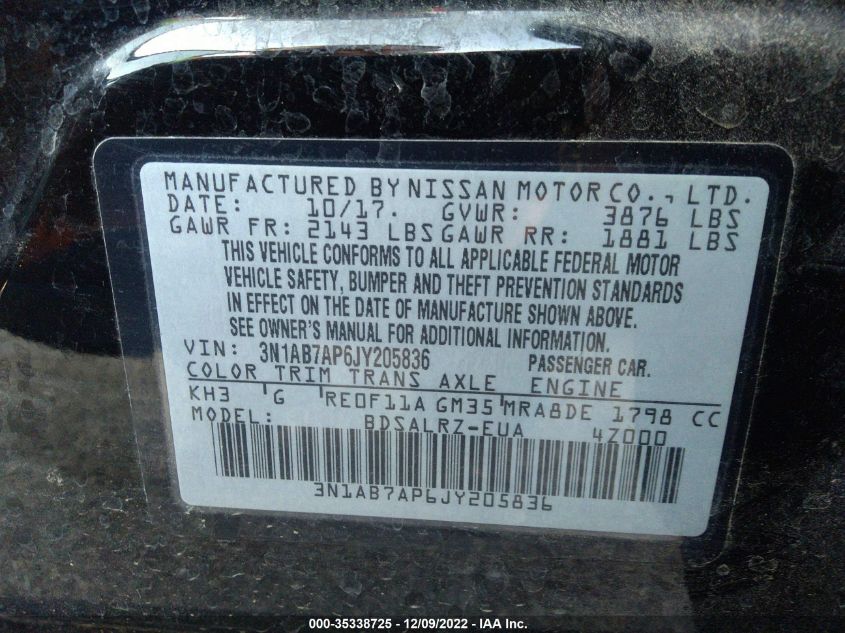 MANUFACTURED BY NISSAN MOTOR CO., LTD.
DATE: 10/17. GVWR: 3876 LBS
GAWR FR: 2143 LBS GAWR RR: 1881 LBS
THIS VEHICLE CONFORMS TO ALL APPLICABLE FEDERAL MOTOR
VEHICLE SAFETY, BUMPER AND THEFT PREVENTION STANDARDS
IN EFFECT ON THE DATE OF MANUFACTURE SHOWN ABOVE.
SEE OWNER'S MANUAL FOR ADDITIONAL INFORMATION.
VIN: 3N1AB7AP6JY205836 PASSENGER CAR.
COLOR TRIM TRANS AXLE ENGINE
KH3 G RE0F11A GM35 MRA8DE 1798 CC
MODEL: BDSALRZ-EUA 4Z000
3N1AB7AP6JY205836
000-35338725 - 12/09/2022 - IAA Inc.